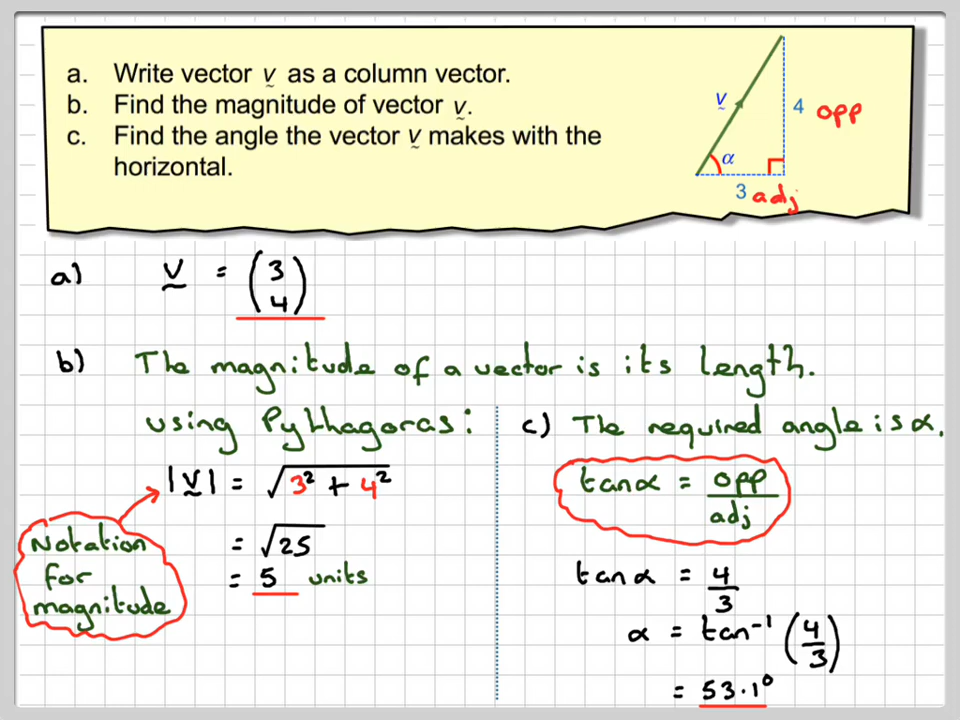 a. Write vector v as a column vector.
b. Find the magnitude of vector v.
c. Find the angle the vector v makes with the
horizontal.
v
4 opp
α
3 adj
a) v = (3
4)
b) The magnitude of a vector is its length.
using Pythagoras:
|v| = √3² + 4²
= √25
= 5 units
Notation
for
magnitude
c) The required angle is α.
tanα = opp
adj
tanα = 4
3
α = tan⁻¹ (4
3)
= 53·1°